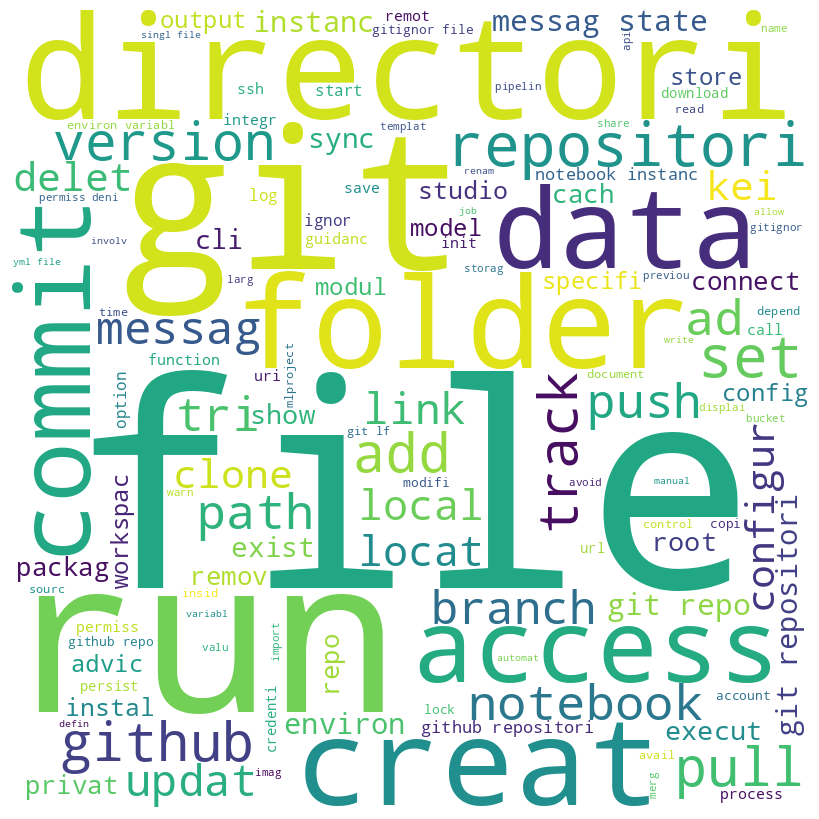 output
instanc
remot
gitignor file
messag state
api
name
singl file
directori
ssh
start
pipelin
store
download
read
environ variabl
integr
templat
share
version
sync
repositori
delet
git
renam
notebook instanc
permiss deni
log
save
studio
data
cach
kei
job
allow
gitignor
commit
involv
cli
ignor
guidanc
model
init
yml file
larg
modul
storag
specifi
previou
connect
time
messag
folder
ad
depend
call
function
uri
mlproject
write
set
option
tri
show
link
document
push
config
displai
bucket
git lf
add
track
clone
file
modifi
avoid
manual
configur
workspac
warn
path
local
control
copi
git repositori
exist
locat
url
root
packag
remov
sourc
insid
run
variabl
branch
git repo
permiss
github repo
valu
import
repo
access
automat
advic
persist
credenti
notebook
account
instal
lock
defin
github
environ
github repositori
execut
creat
avail
pull
privat
updat
imag
merg
process